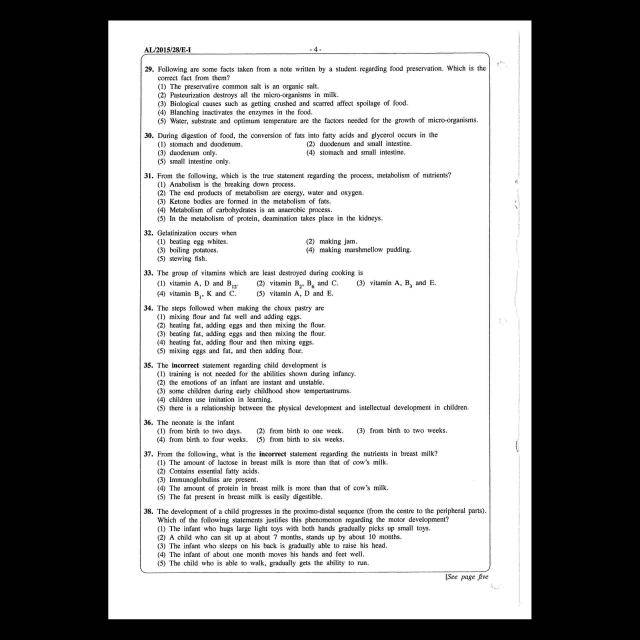 AL/2015/28/E-I
- 4 -
29. Following are some facts taken from a note written by a student regarding food preservation. Which is the
correct fact from them?
(1) The preservative common salt is an organic salt.
(2) Pasteurization destroys all the micro-organisms in milk.
(3) Biological causes such as getting crushed and scarred affect spoilage of food.
(4) Blanching inactivates the enzymes in the food.
(5) Water, substrate and optimum temperature are the factors needed for the growth of micro-organisms.
30. During digestion of food, the conversion of fats into fatty acids and glycerol occurs in the
(1) stomach and duodenum. (2) duodenum and small intestine.
(3) duodenum only. (4) stomach and small intestine.
(5) small intestine only.
31. From the following, which is the true statement regarding the process, metabolism of nutrients?
(1) Anabolism is the breaking down process.
(2) The end products of metabolism are energy, water and oxygen.
(3) Ketone bodies are formed in the metabolism of fats.
(4) Metabolism of carbohydrates is an anaerobic process.
(5) In the metabolism of protein, deamination takes place in the kidneys.
32. Gelatinization occurs when
(1) beating egg whites. (2) making jam.
(3) boiling potatoes. (4) making marshmellow pudding.
(5) stewing fish.
33. The group of vitamins which are least destroyed during cooking is
(1) vitamin A, D and B12. (2) vitamin B2, B6 and C. (3) vitamin A, B3 and E.
(4) vitamin B1, K and C. (5) vitamin A, D and E.
34. The steps followed when making the choux pastry are
(1) mixing flour and fat well and adding eggs.
(2) heating fat, adding eggs and then mixing the flour.
(3) beating fat, adding eggs and then mixing the flour.
(4) heating fat, adding flour and then mixing eggs.
(5) mixing eggs and fat, and then adding flour.
35. The incorrect statement regarding child development is
(1) training is not needed for the abilities shown during infancy.
(2) the emotions of an infant are instant and unstable.
(3) some children during early childhood show tempertantrums.
(4) children use imitation in learning.
(5) there is a relationship between the physical development and intellectual development in children.
36. The neonate is the infant
(1) from birth to two days. (2) from birth to one week. (3) from birth to two weeks.
(4) from birth to four weeks. (5) from birth to six weeks.
37. From the following, what is the incorrect statement regarding the nutrients in breast milk?
(1) The amount of lactose in breast milk is more than that of cow's milk.
(2) Contains essential fatty acids.
(3) Immunoglobulins are present.
(4) The amount of protein in breast milk is more than that of cow's milk.
(5) The fat present in breast milk is easily digestible.
38. The development of a child progresses in the proximo-distal sequence (from the centre to the peripheral parts).
Which of the following statements justifies this phenomenon regarding the motor development?
(1) The infant who hugs large light toys with both hands gradually picks up small toys.
(2) A child who can sit up at about 7 months, stands up by about 10 months.
(3) The infant who sleeps on his back is gradually able to raise his head.
(4) The infant of about one month moves his hands and feet well.
(5) The child who is able to walk, gradually gets the ability to run.
[See page five